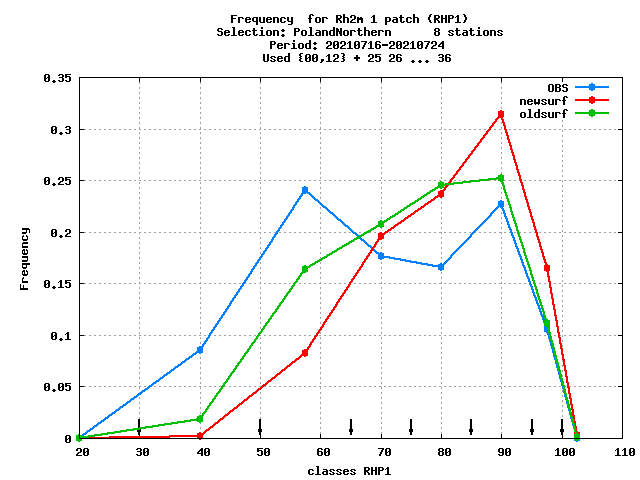 Frequency  for Rh2m 1 patch (RHP1)
Selection: PolandNorthern      8 stations
Period: 20210716-20210724
Used {00,12} + 25 26 ... 36
OBS
newsurf
oldsurf
0.35
0.3
0.25
0.2
0.15
0.1
0.05
0
Frequency
20 30 40 50 60 70 80 90 100 110
classes RHP1